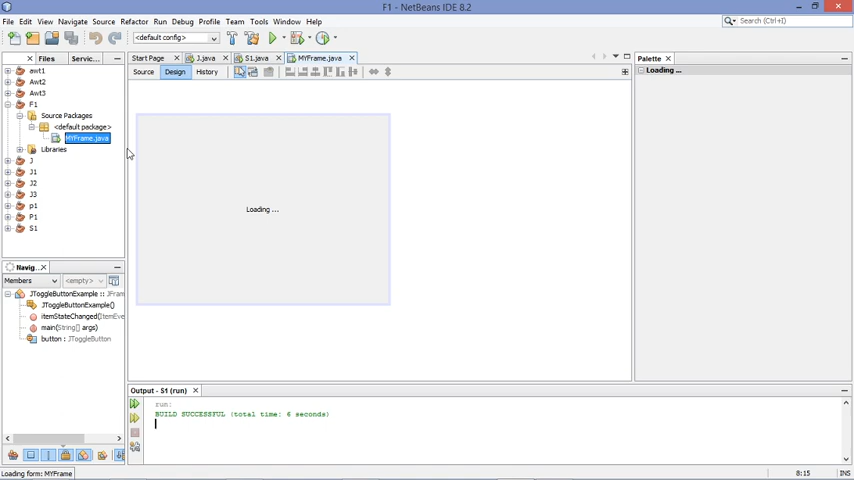 F1 - NetBeans IDE 8.2
File Edit View Navigate Source Refactor Run Debug Profile Team Tools Window Help
Search (Ctrl+I)
<default config>
Files Servic...
Start Page J.java S1.java MYFrame.java
Palette
Source Design History
Loading ...
awt1
Awt2
Awt3
F1
Source Packages
<default package>
MYFrame.java
Libraries
J
J1
J2
J3
p1
P1
S1
Loading ...
Navig...
Members <empty>
JToggleButtonExample :: JFram
JToggleButtonExample()
itemStateChanged(ItemEve
main(String[] args)
button : JToggleButton
Output - S1 (run)
run:
BUILD SUCCESSFUL (total time: 6 seconds)
Loading form: MYFrame
8:15 INS